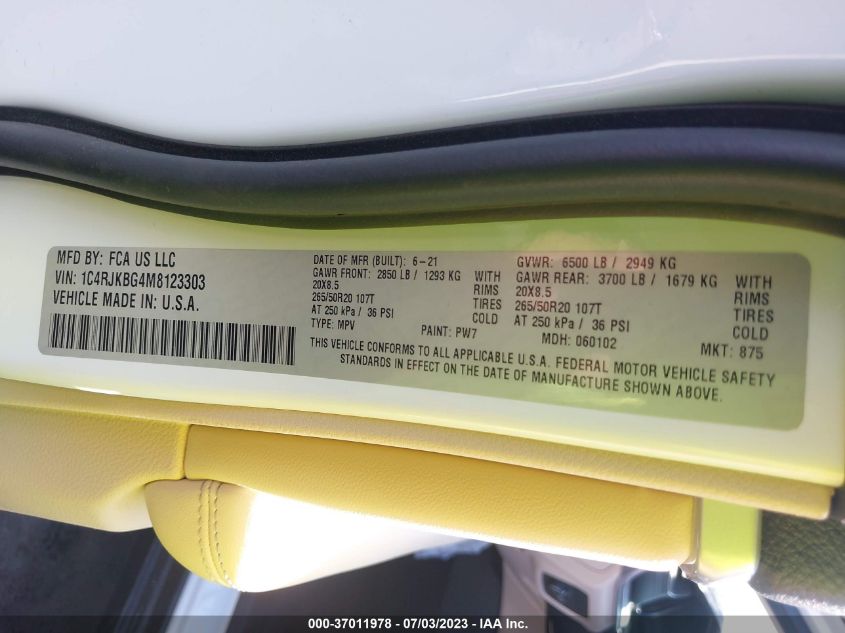 MFD BY: FCA US LLC
VIN: 1C4RJKBG4M8123303
VEHICLE MADE IN: U.S.A.
DATE OF MFR (BUILT): 6-21
GAWR FRONT: 2850 LB / 1293 KG WITH
20X8.5 RIMS
265/50R20 107T TIRES
AT 250 kPa / 36 PSI COLD
TYPE: MPV PAINT: PW7
GVWR: 6500 LB / 2949 KG
GAWR REAR: 3700 LB / 1679 KG WITH
20X8.5 RIMS
265/50R20 107T TIRES
AT 250 kPa / 36 PSI COLD
MDH: 060102 MKT: 875
THIS VEHICLE CONFORMS TO ALL APPLICABLE U.S.A. FEDERAL MOTOR VEHICLE SAFETY
STANDARDS IN EFFECT ON THE DATE OF MANUFACTURE SHOWN ABOVE.
000-37011978 - 07/03/2023 - IAA Inc.